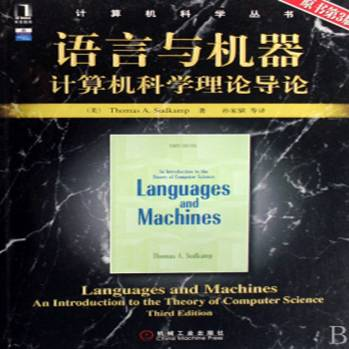 计算机科学丛书
原书第3版
语言与机器
计算机科学理论导论
(美) Thomas A. Sudkamp 著 孙家骕 等译
THIRD EDITION
An Introduction to the
Theory of Computer Science
Languages
and
Machines
Thomas A. Sudkamp
Languages and Machines
An Introduction to the Theory of Computer Science
Third Edition
机械工业出版社
China Machine Press